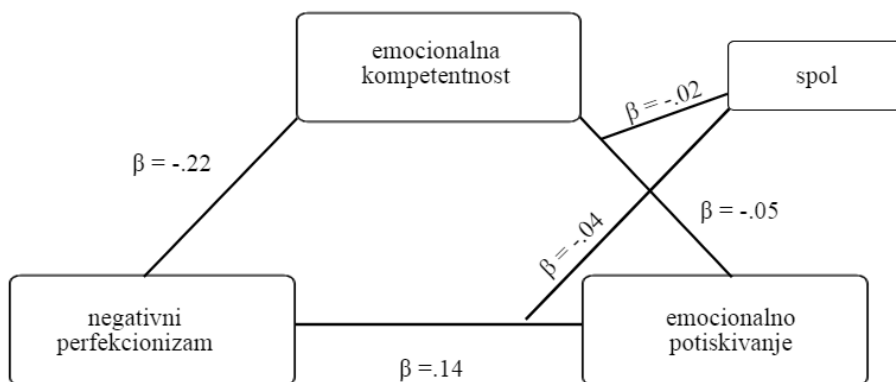 emocionalna
kompetentnost
spol
β = -.02
β = -.22
β = -.05
β = -.04
negativni
perfekcionizam
emocionalno
potiskivanje
β =.14